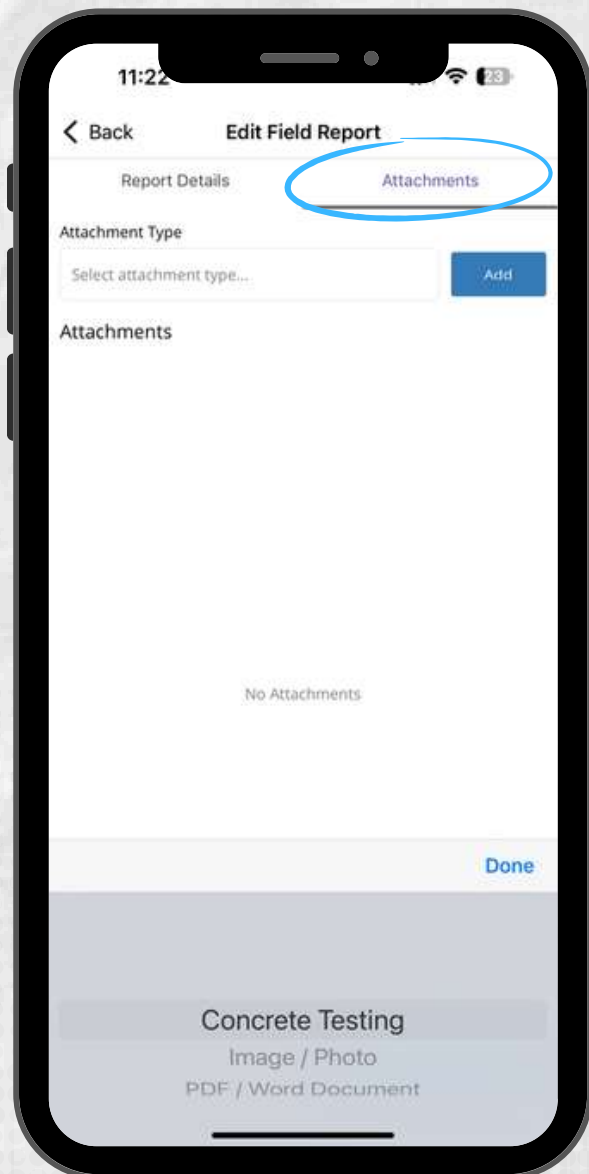 11:22
23
Back Edit Field Report
Report Details Attachments
Attachment Type
Select attachment type... Add
Attachments
No Attachments
Done
Concrete Testing
Image / Photo
PDF / Word Document